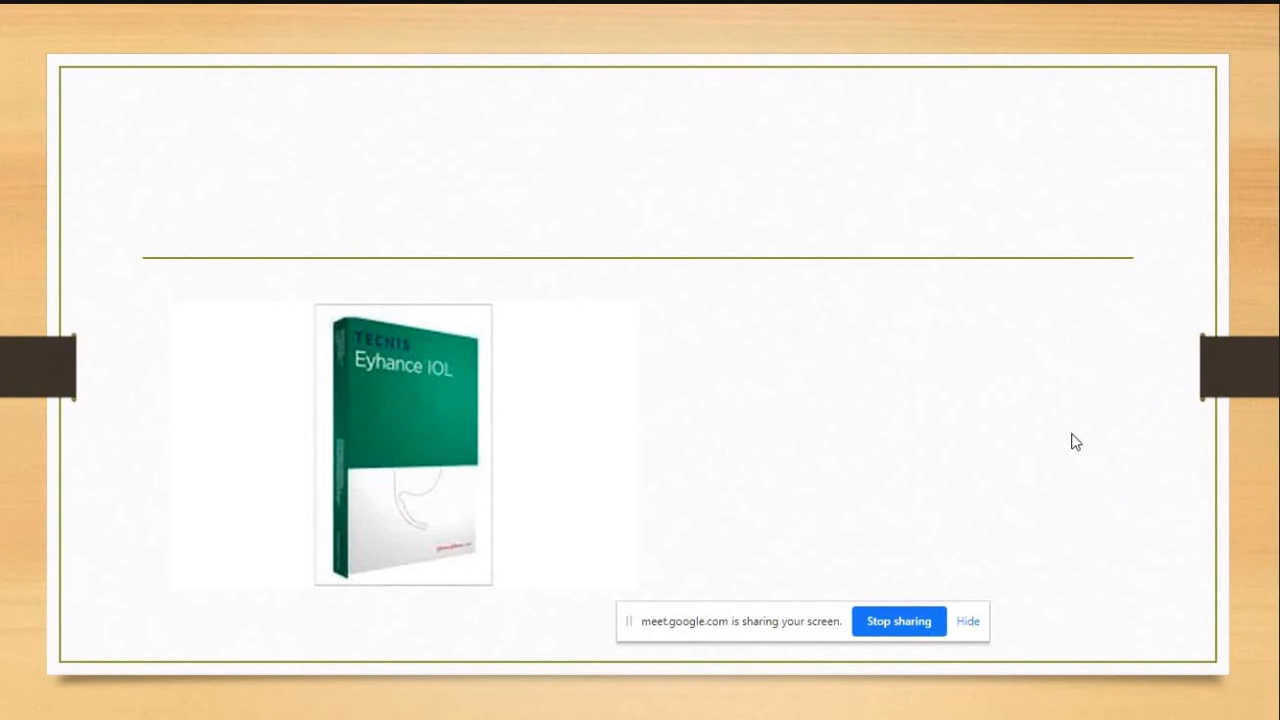 TECNIS
Eyhance IOL
meet.google.com is sharing your screen.
Stop sharing
Hide